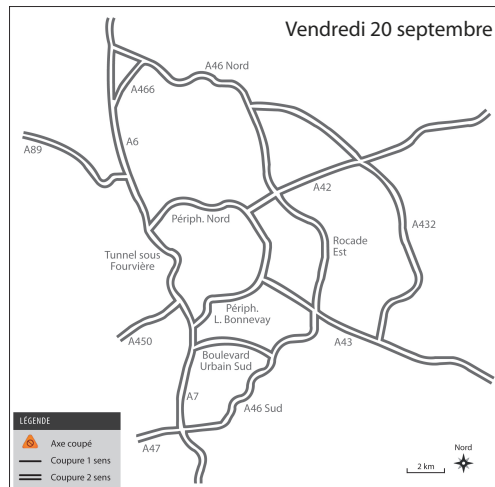 Vendredi 20 septembre
A46 Nord
A466
A6
A89
A42
Périph. Nord
A432
Rocade
Est
Tunnel sous
Fourvière
Périph.
L. Bonnevay
A450
A43
Boulevard
Urbain Sud
A7
A46 Sud
A47
LÉGENDE
Axe coupé
Coupure 1 sens
Coupure 2 sens
Nord
2 km